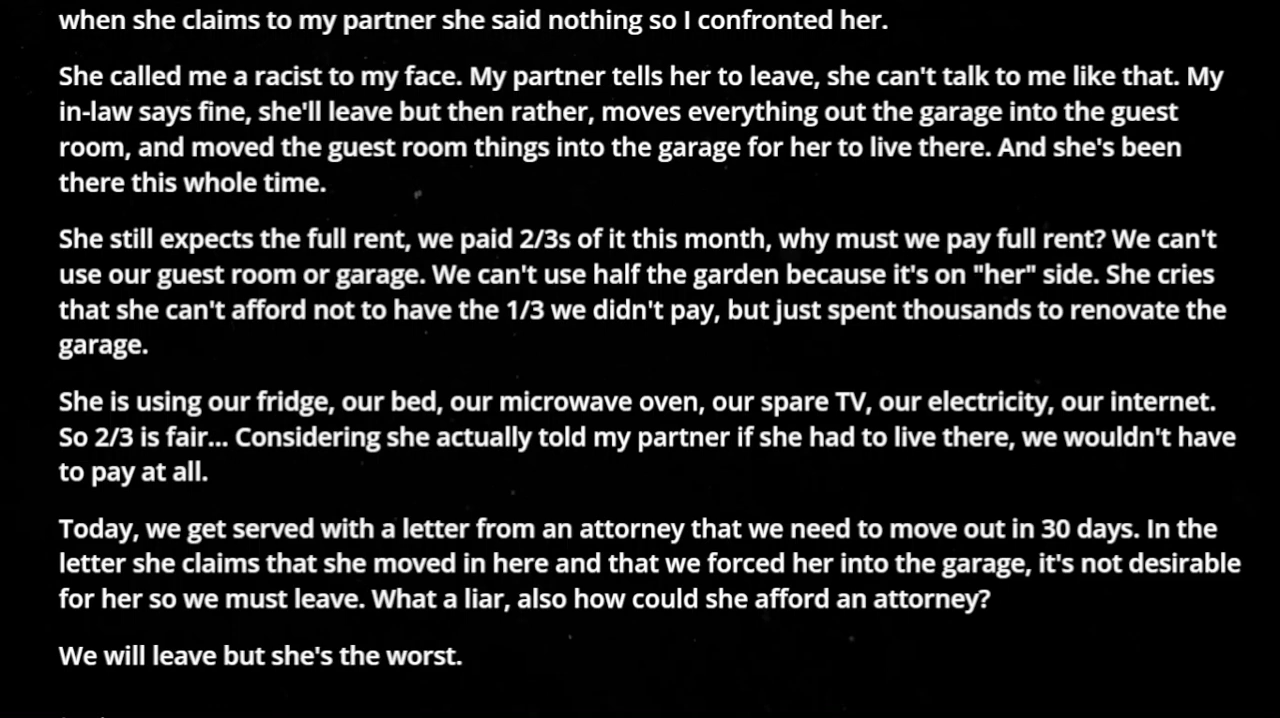 when she claims to my partner she said nothing so I confronted her.
She called me a racist to my face. My partner tells her to leave, she can't talk to me like that. My
in-law says fine, she'll leave but then rather, moves everything out the garage into the guest
room, and moved the guest room things into the garage for her to live there. And she's been
there this whole time.
She still expects the full rent, we paid 2/3s of it this month, why must we pay full rent? We can't
use our guest room or garage. We can't use half the garden because it's on "her" side. She cries
that she can't afford not to have the 1/3 we didn't pay, but just spent thousands to renovate the
garage.
She is using our fridge, our bed, our microwave oven, our spare TV, our electricity, our internet.
So 2/3 is fair... Considering she actually told my partner if she had to live there, we wouldn't have
to pay at all.
Today, we get served with a letter from an attorney that we need to move out in 30 days. In the
letter she claims that she moved in here and that we forced her into the garage, it's not desirable
for her so we must leave. What a liar, also how could she afford an attorney?
We will leave but she's the worst.